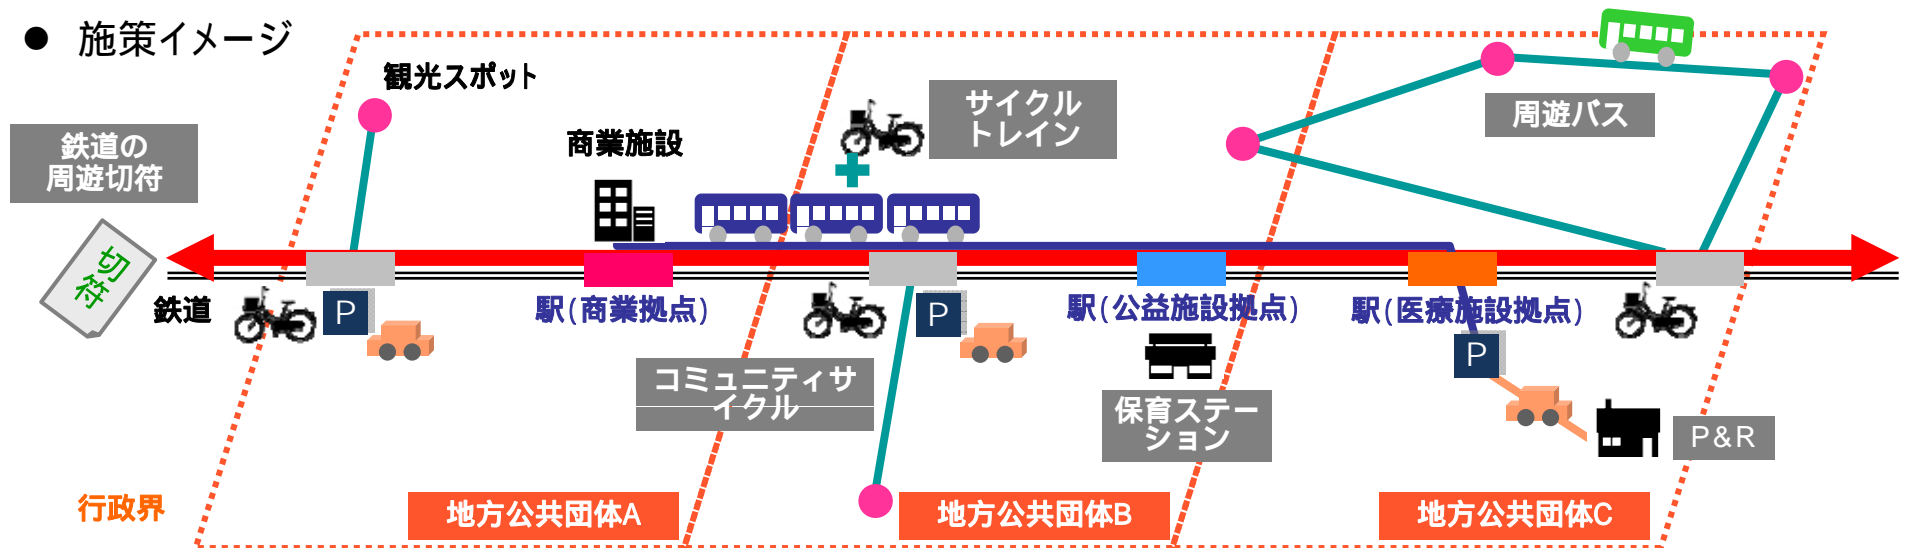 ● 施策イメージ
観光スポット
サイクル
トレイン
周遊バス
鉄道の
周遊切符
商業施設
切符
鉄道
P
駅(商業拠点)
P
駅(公益施設拠点)
駅(医療施設拠点)
P
コミュニティサ
イクル
保育ステー
ション
P&R
行政界
地方公共団体A
地方公共団体B
地方公共団体C